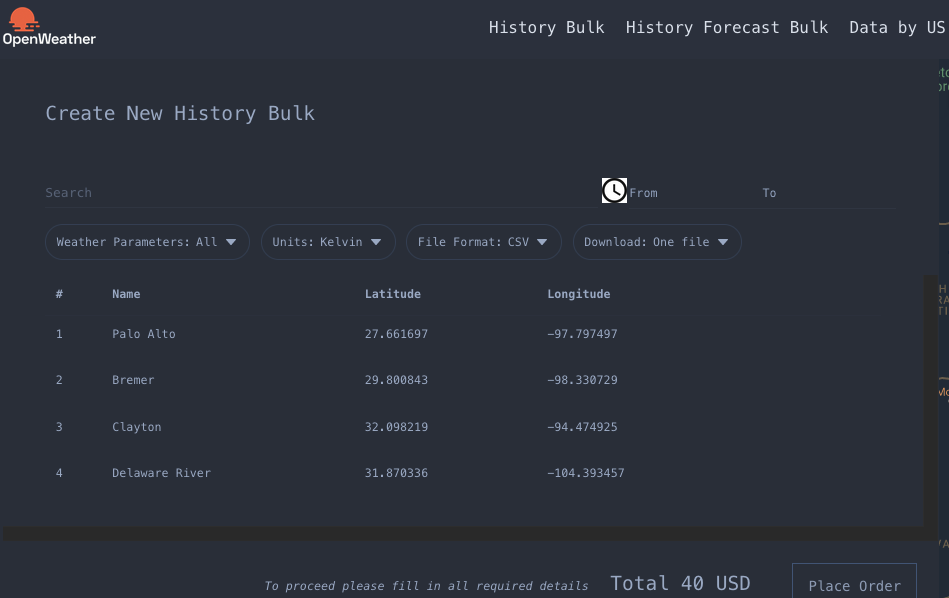 OpenWeather
History Bulk History Forecast Bulk Data by US
Create New History Bulk
Search From To
Weather Parameters: All Units: Kelvin File Format: CSV Download: One file
# Name Latitude Longitude
1 Palo Alto 27.661697 -97.797497
2 Bremer 29.800843 -98.330729
3 Clayton 32.098219 -94.474925
4 Delaware River 31.870336 -104.393457
To proceed please fill in all required details Total 40 USD Place Order